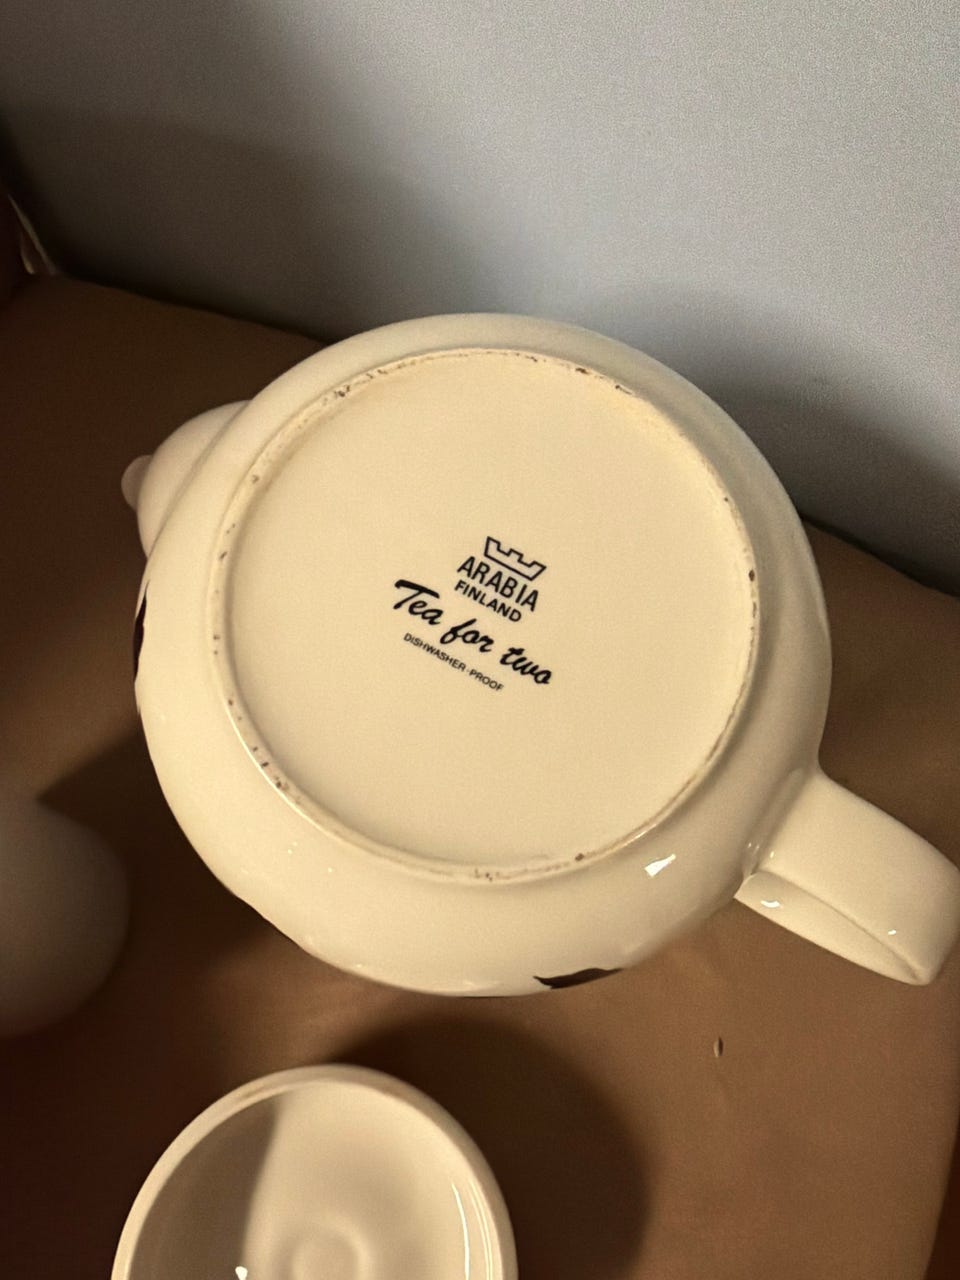 ARABIA
FINLAND
Tea for two
DISHWASHER-PROOF